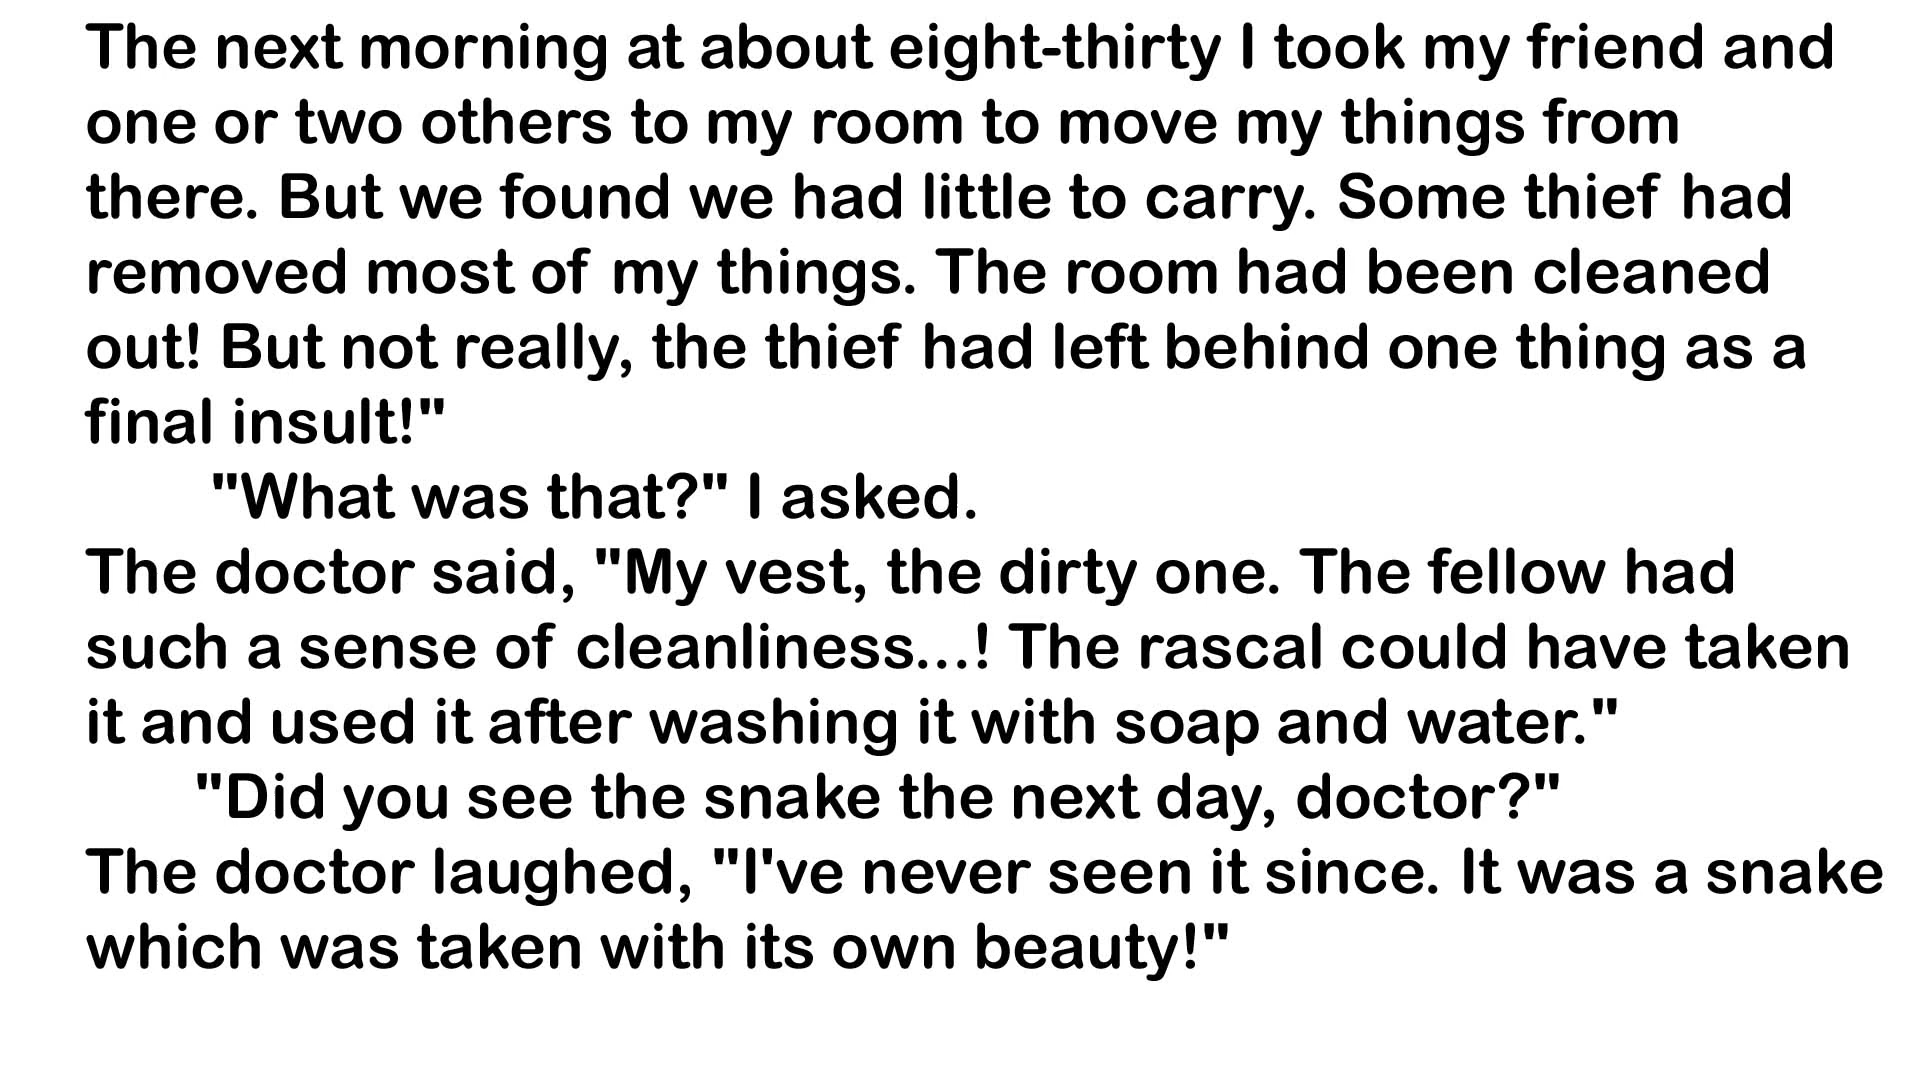 The next morning at about eight-thirty I took my friend and
one or two others to my room to move my things from
there. But we found we had little to carry. Some thief had
removed most of my things. The room had been cleaned
out! But not really, the thief had left behind one thing as a
final insult!"
"What was that?" I asked.
The doctor said, "My vest, the dirty one. The fellow had
such a sense of cleanliness...! The rascal could have taken
it and used it after washing it with soap and water."
"Did you see the snake the next day, doctor?"
The doctor laughed, "I've never seen it since. It was a snake
which was taken with its own beauty!"